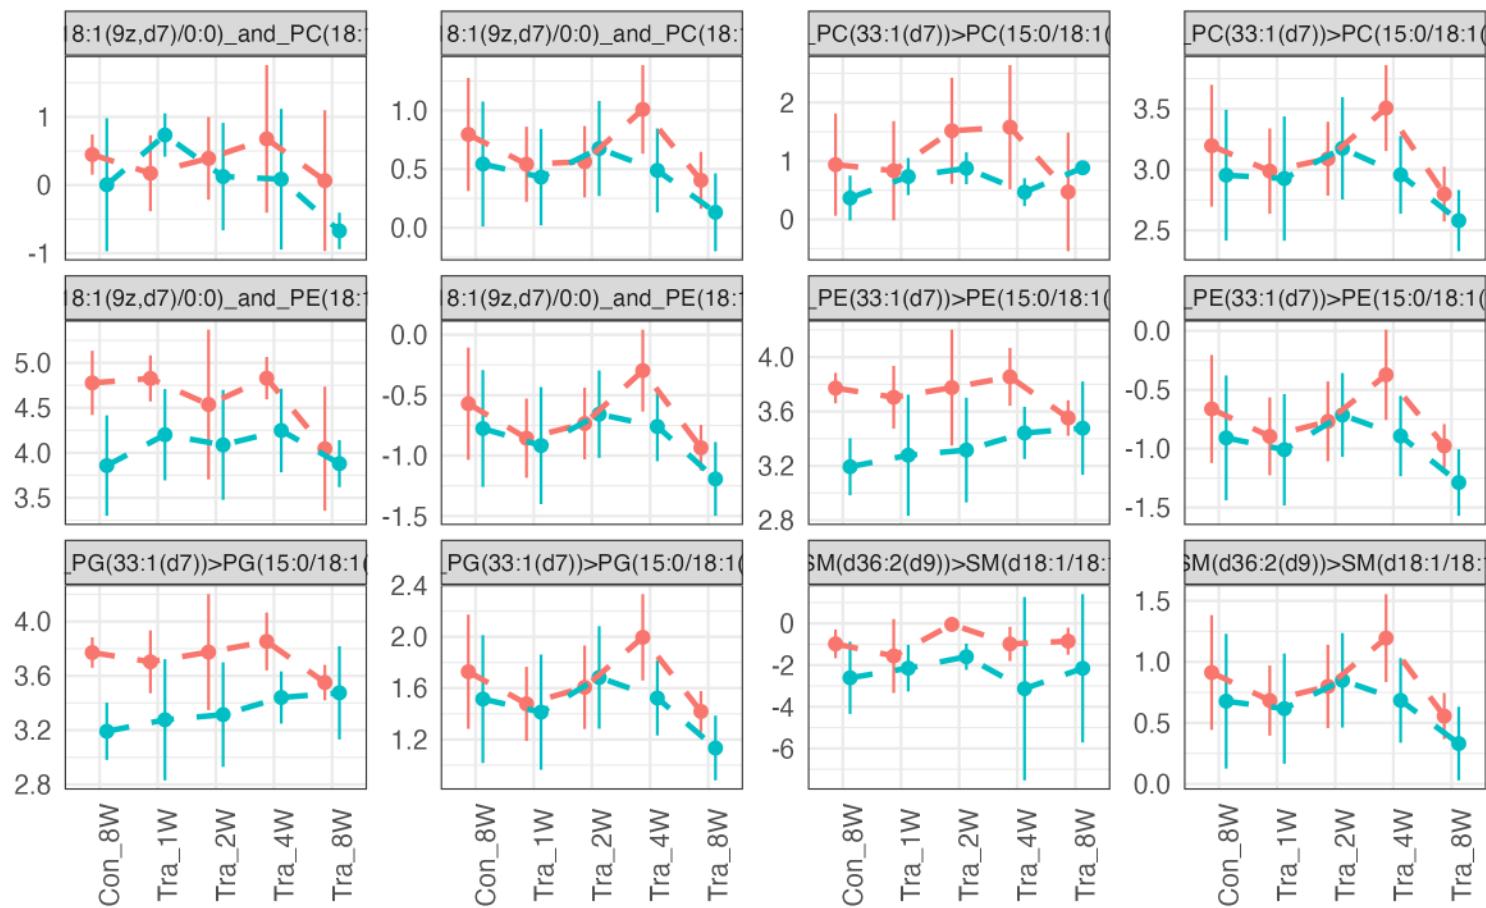 18:1(9z,d7)/0:0)_and_PC(18:1
18:1(9z,d7)/0:0)_and_PC(18:1
_PC(33:1(d7))>PC(15:0/18:1(
_PC(33:1(d7))>PC(15:0/18:1(
1
0
-1
1.0
0.5
0.0
2
1
0
3.5
3.0
2.5
18:1(9z,d7)/0:0)_and_PE(18:1
18:1(9z,d7)/0:0)_and_PE(18:1
_PE(33:1(d7))>PE(15:0/18:1(
_PE(33:1(d7))>PE(15:0/18:1(
5.0
4.5
4.0
3.5
0.0
-0.5
-1.0
-1.5
4.0
3.6
3.2
2.8
0.0
-0.5
-1.0
-1.5
_PG(33:1(d7))>PG(15:0/18:1(
_PG(33:1(d7))>PG(15:0/18:1(
SM(d36:2(d9))>SM(d18:1/18:1
SM(d36:2(d9))>SM(d18:1/18:1
4.0
3.6
3.2
2.8
2.4
2.0
1.6
1.2
0
-2
-4
-6
1.5
1.0
0.5
0.0
Con_8W
Tra_1W
Tra_2W
Tra_4W
Tra_8W
Con_8W
Tra_1W
Tra_2W
Tra_4W
Tra_8W
Con_8W
Tra_1W
Tra_2W
Tra_4W
Tra_8W
Con_8W
Tra_1W
Tra_2W
Tra_4W
Tra_8W